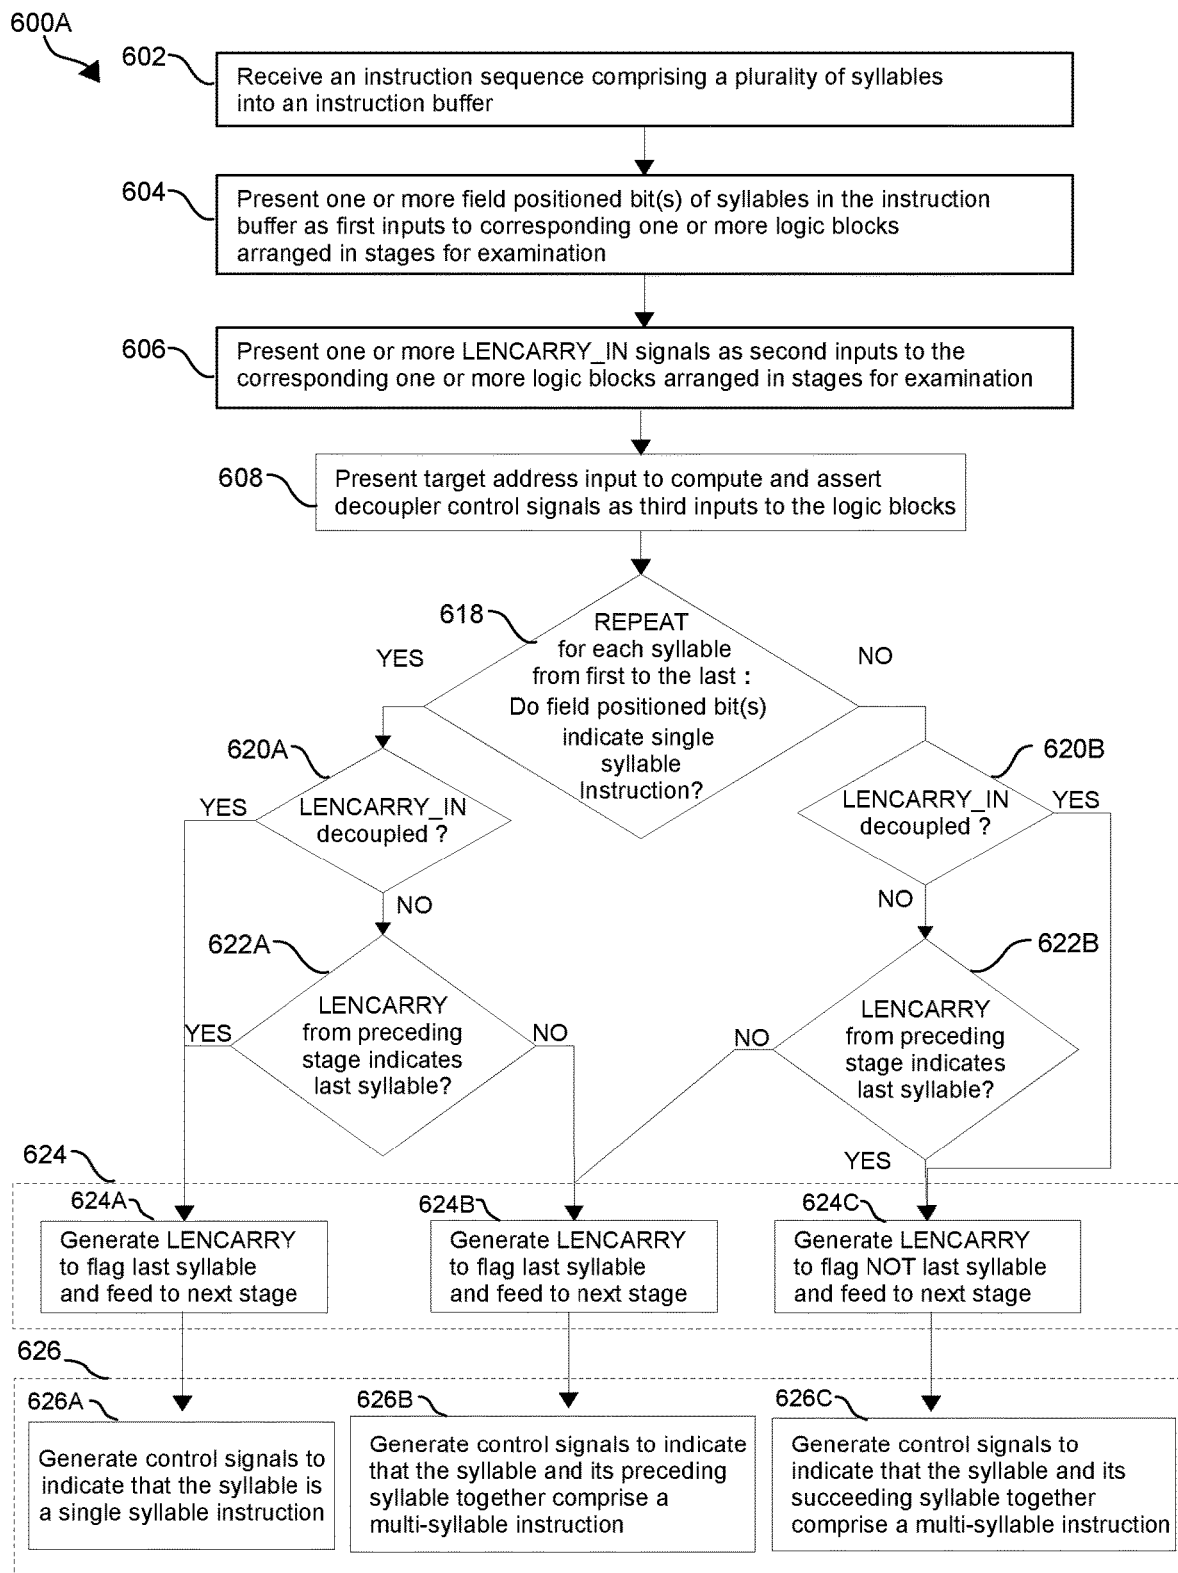 600A
602
Receive an instruction sequence comprising a plurality of syllables
into an instruction buffer
604
Present one or more field positioned bit(s) of syllables in the instruction
buffer as first inputs to corresponding one or more logic blocks
arranged in stages for examination
606
Present one or more LENCARRY_IN signals as second inputs to the
corresponding one or more logic blocks arranged in stages for examination
608
Present target address input to compute and assert
decoupler control signals as third inputs to the logic blocks
618
YES
NO
REPEAT
for each syllable
from first to the last :
Do field positioned bit(s)
indicate single
syllable
Instruction?
620A
YES
LENCARRY_IN
decoupled ?
NO
620B
LENCARRY_IN
decoupled ?
YES
NO
622A
YES
LENCARRY
from preceding
stage indicates
last syllable?
NO
622B
NO
LENCARRY
from preceding
stage indicates
last syllable?
YES
624
624A
Generate LENCARRY
to flag last syllable
and feed to next stage
624B
Generate LENCARRY
to flag last syllable
and feed to next stage
624C
Generate LENCARRY
to flag NOT last syllable
and feed to next stage
626
626A
Generate control signals to
indicate that the syllable is
a single syllable instruction
626B
Generate control signals to indicate
that the syllable and its preceding
syllable together comprise a
multi-syllable instruction
626C
Generate control signals to
indicate that the syllable and its
succeeding syllable together
comprise a multi-syllable instruction